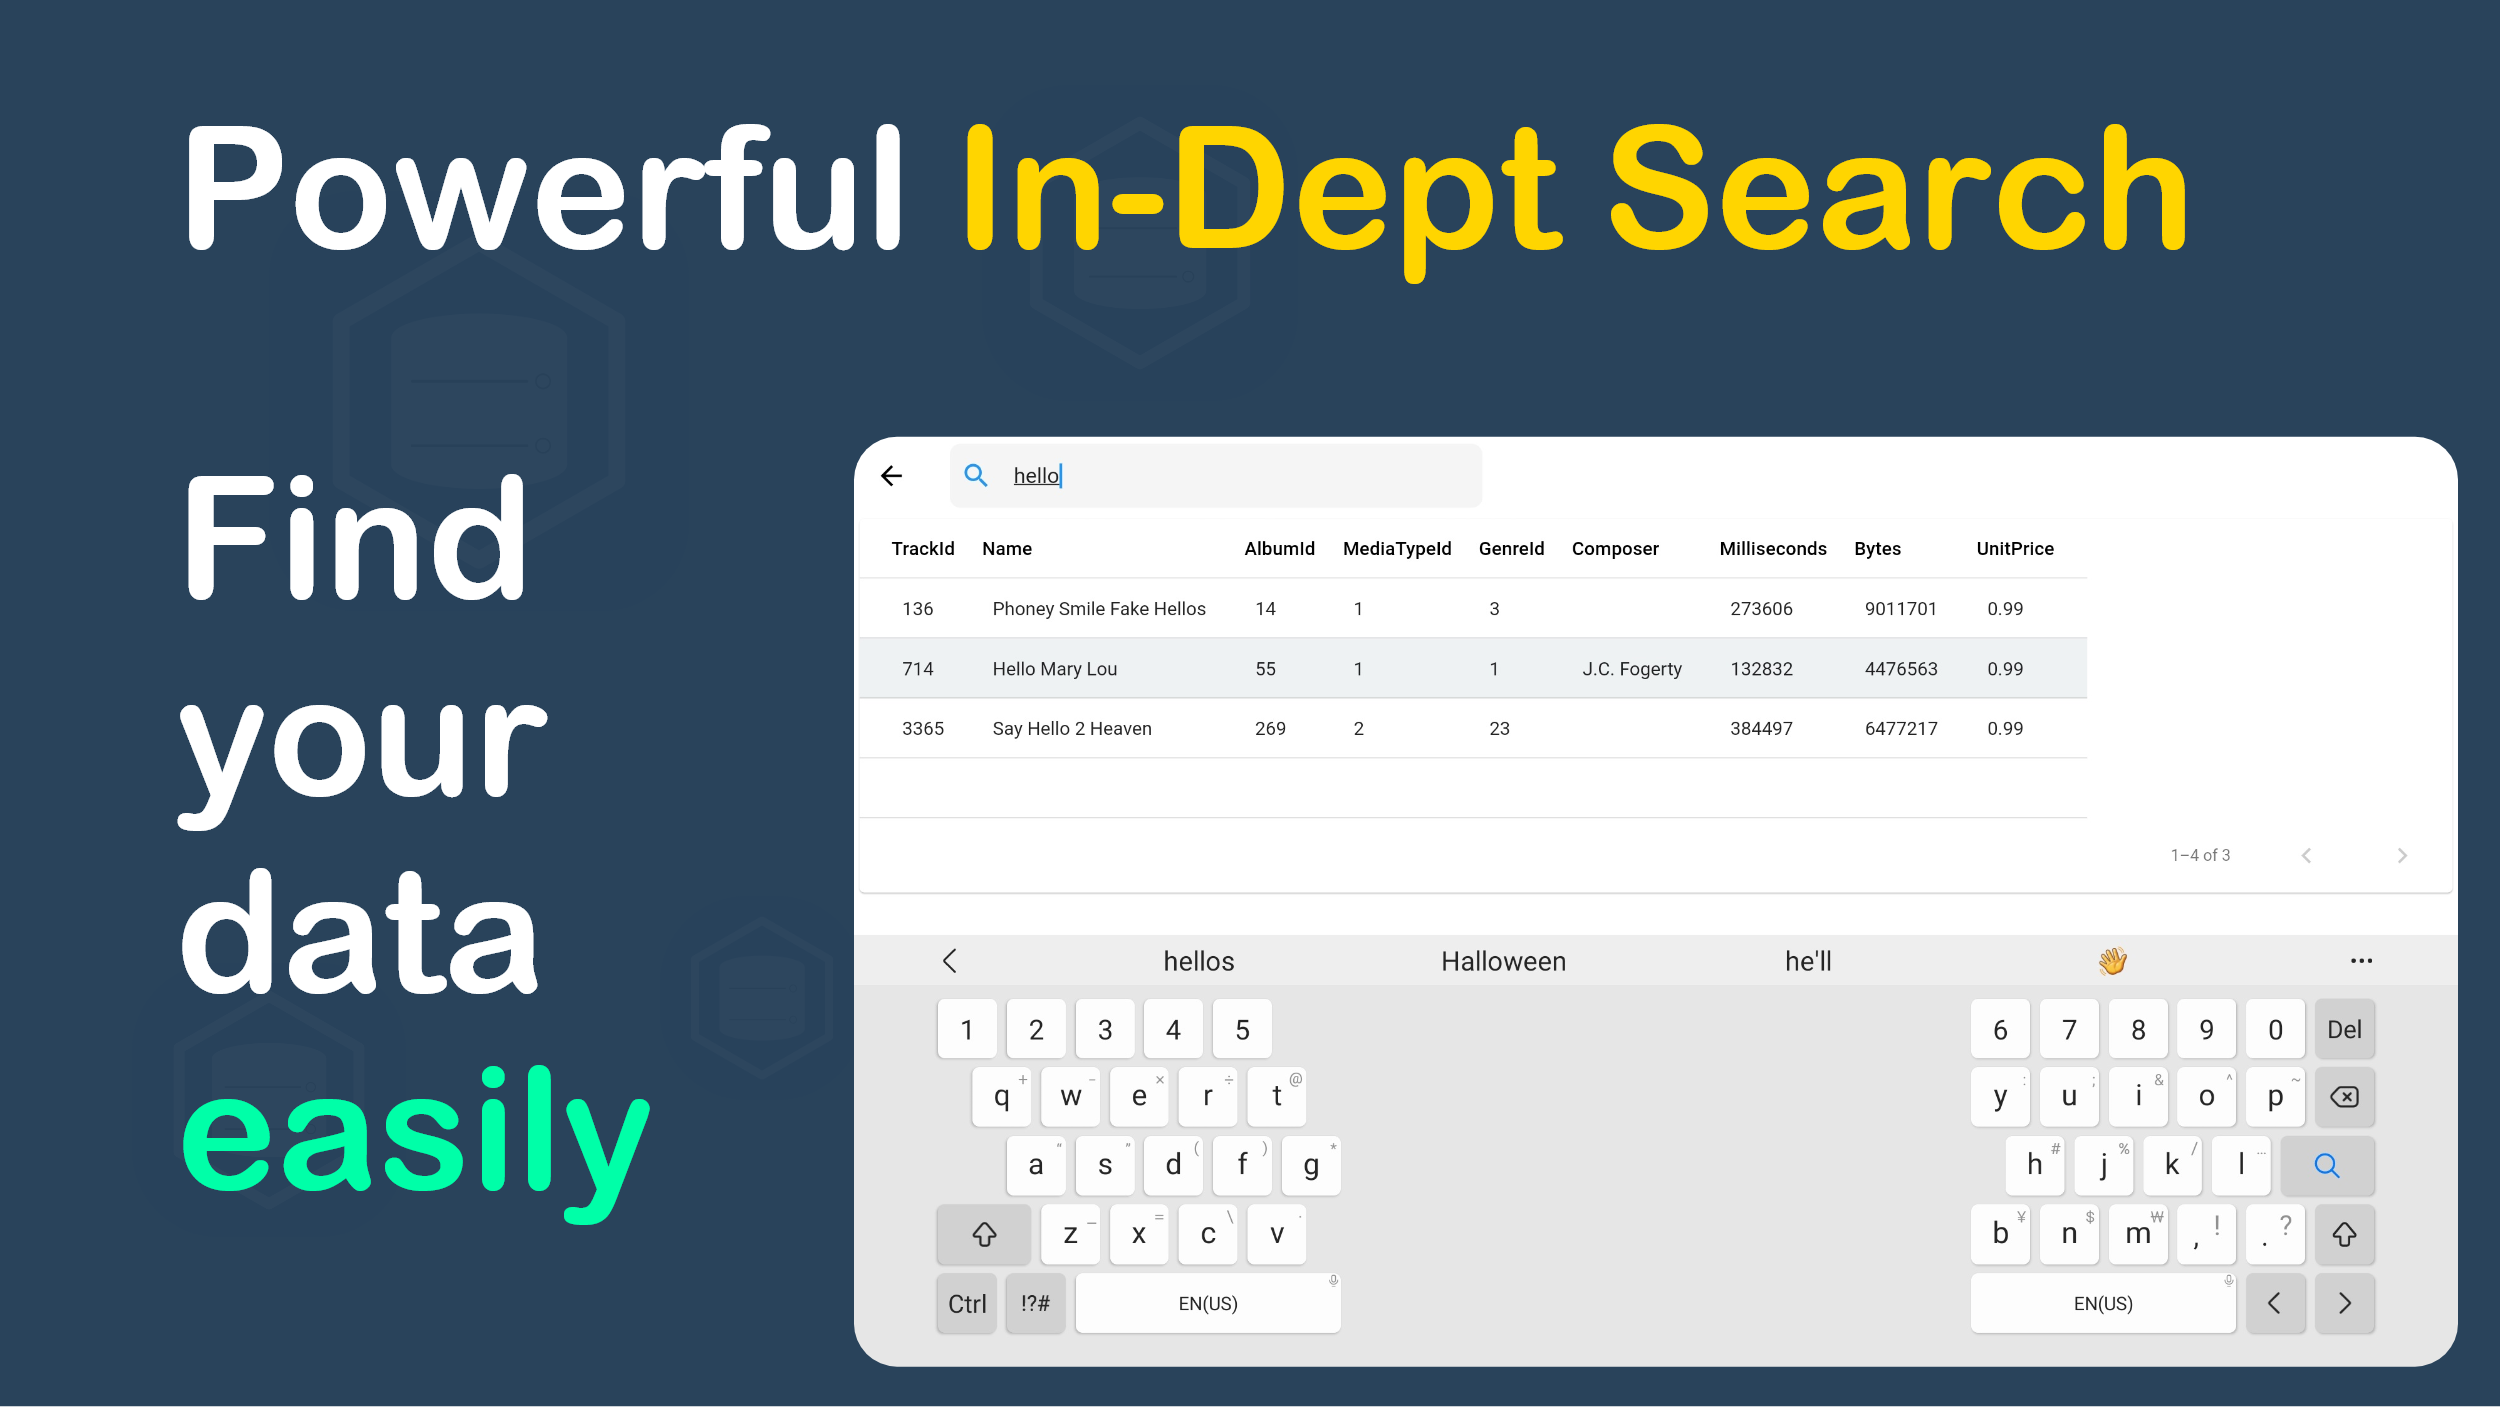 Powerful In-Dept Search
Find
your
data
easily
hello
TrackId Name AlbumId MediaTypeId GenreId Composer Milliseconds Bytes UnitPrice
136 Phoney Smile Fake Hellos 14 1 3 273606 9011701 0.99
714 Hello Mary Lou 55 1 1 J.C. Fogerty 132832 4476563 0.99
3365 Say Hello 2 Heaven 269 2 23 384497 6477217 0.99
1–4 of 3
hellos Halloween he'll 👋 ...
1 2 3 4 5 6 7 8 9 0 Del
q + w - e × r ÷ t @ y : u ; i & o ^ p ~
a “ s ” d ( f ) g * h # j % k / l ...
z _ x = c \ v · b ¥ n $ m ₩ , ! . ?
Ctrl !?# EN(US) EN(US) < >